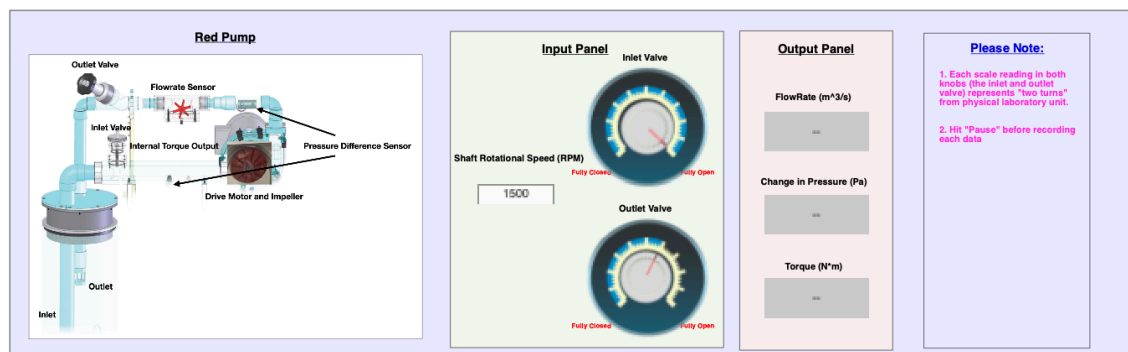 Red Pump
Outlet Valve
Flowrate Sensor
Inlet Valve
Internal Torque Output
Pressure Difference Sensor
Drive Motor and Impeller
Outlet
Inlet
Input Panel
Inlet Valve
Fully Closed
Fully Open
Shaft Rotational Speed (RPM)
1500
Outlet Valve
Fully Closed
Fully Open
Output Panel
FlowRate (m^3/s)
Change in Pressure (Pa)
Torque (N*m)
Please Note:
1. Each scale reading in both
knobs (the inlet and outlet
valve) represents "two turns"
from physical laboratory unit.
2. Hit "Pause" before recording
each data